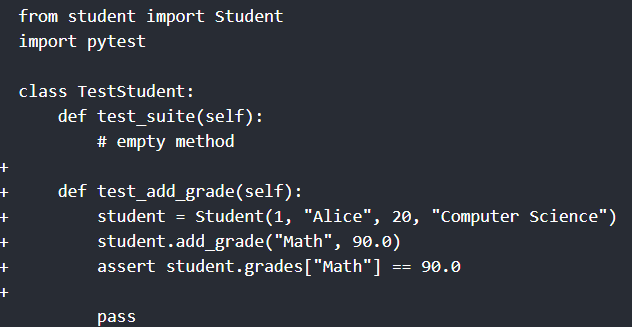 from student import Student
import pytest

class TestStudent:
    def test_suite(self):
        # empty method
+
+    def test_add_grade(self):
+        student = Student(1, "Alice", 20, "Computer Science")
+        student.add_grade("Math", 90.0)
+        assert student.grades["Math"] == 90.0
+
        pass